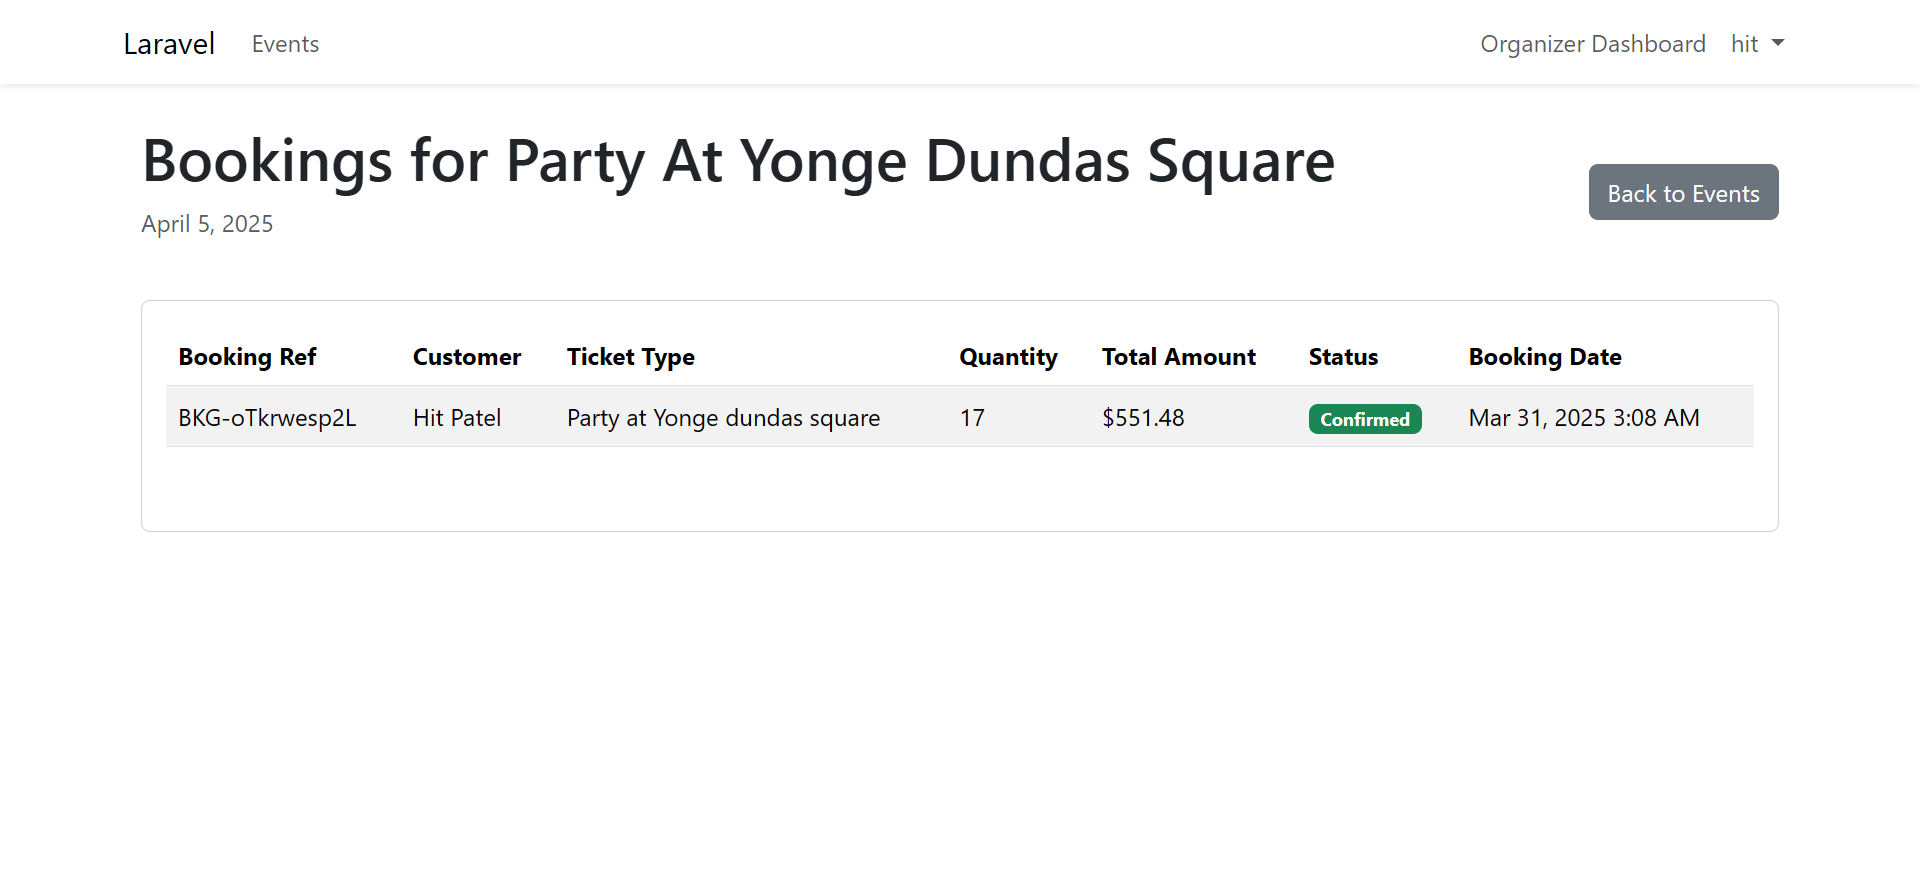 Laravel Events Organizer Dashboard hit
Bookings for Party At Yonge Dundas Square
April 5, 2025
Back to Events
Booking Ref Customer Ticket Type Quantity Total Amount Status Booking Date
BKG-oTkrwesp2L Hit Patel Party at Yonge dundas square 17 $551.48 Confirmed Mar 31, 2025 3:08 AM